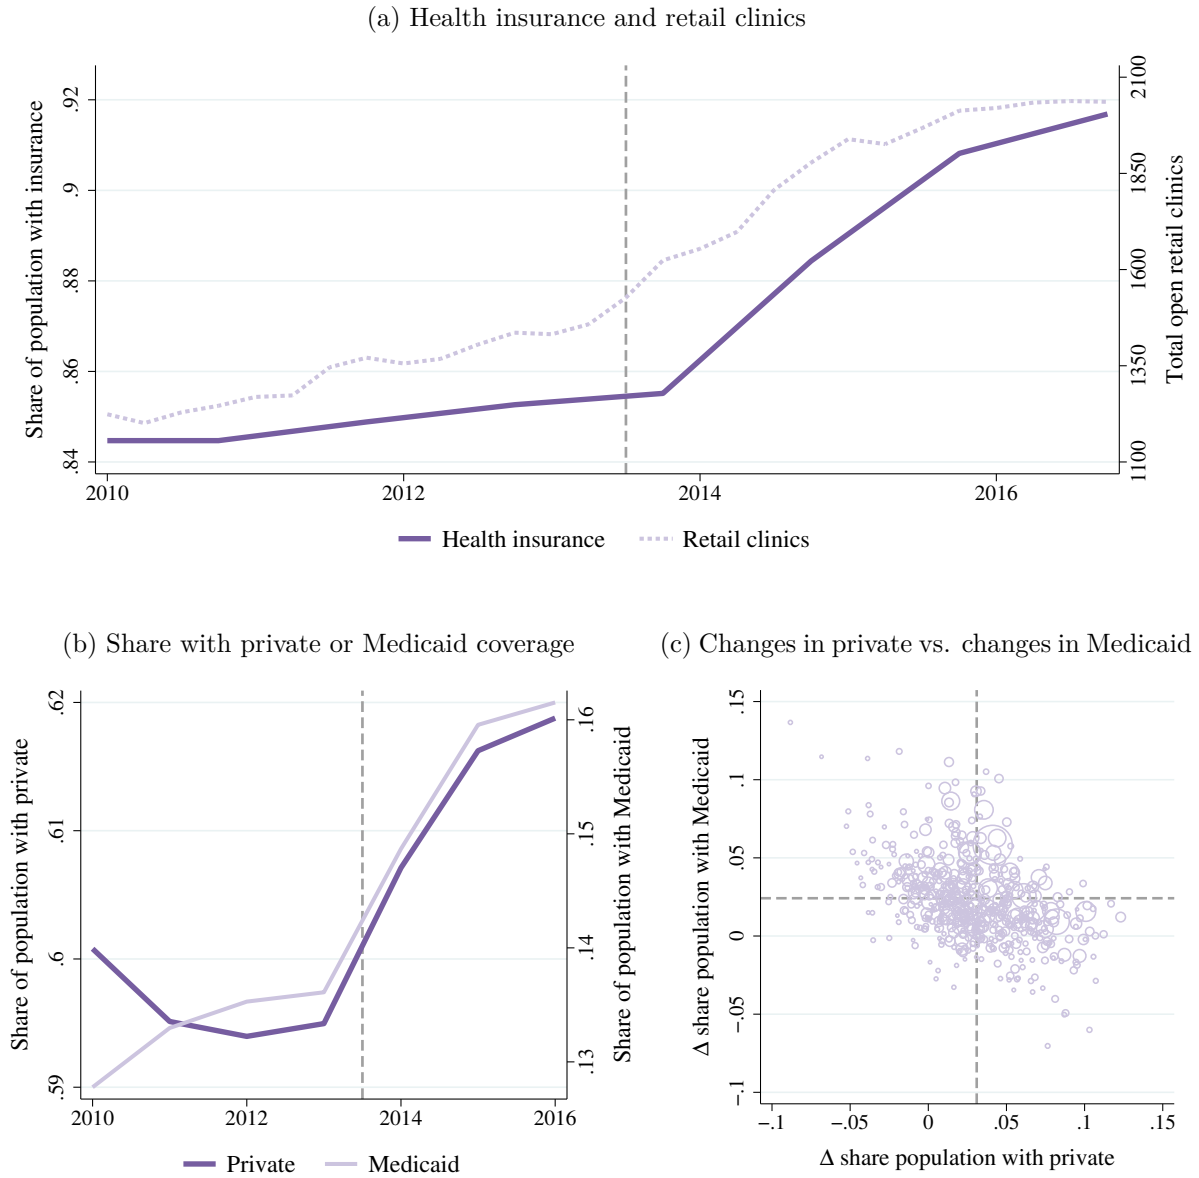 (a) Health insurance and retail clinics
Share of population with insurance
.92
.9
.88
.86
.84
2100
1850
1600
1350
1100
Total open retail clinics
2010
2012
2014
2016
Health insurance
Retail clinics
(b) Share with private or Medicaid coverage
Share of population with private
.62
.61
.6
.59
.16
.15
.14
.13
Share of population with Medicaid
2010
2012
2014
2016
Private
Medicaid
(c) Changes in private vs. changes in Medicaid
Δ share population with Medicaid
.15
.1
.05
0
-.05
-.1
-.1
-.05
0
.05
.1
.15
Δ share population with private